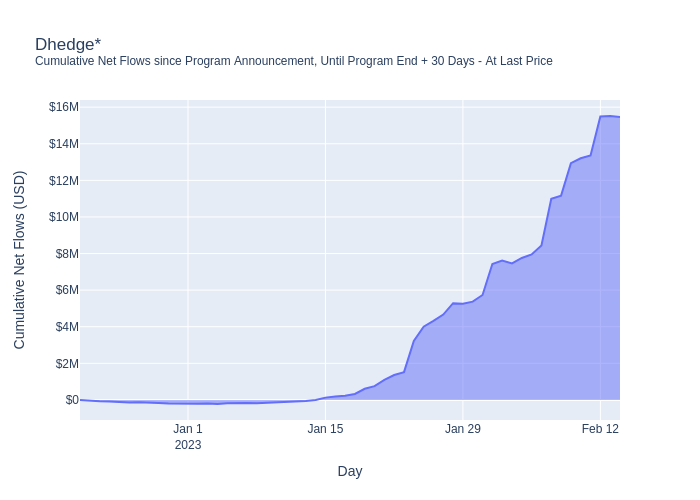 Dhedge*
Cumulative Net Flows since Program Announcement, Until Program End + 30 Days - At Last Price
Cumulative Net Flows (USD)
$16M
$14M
$12M
$10M
$8M
$6M
$4M
$2M
$0
Jan 1
2023
Jan 15
Jan 29
Feb 12
Day